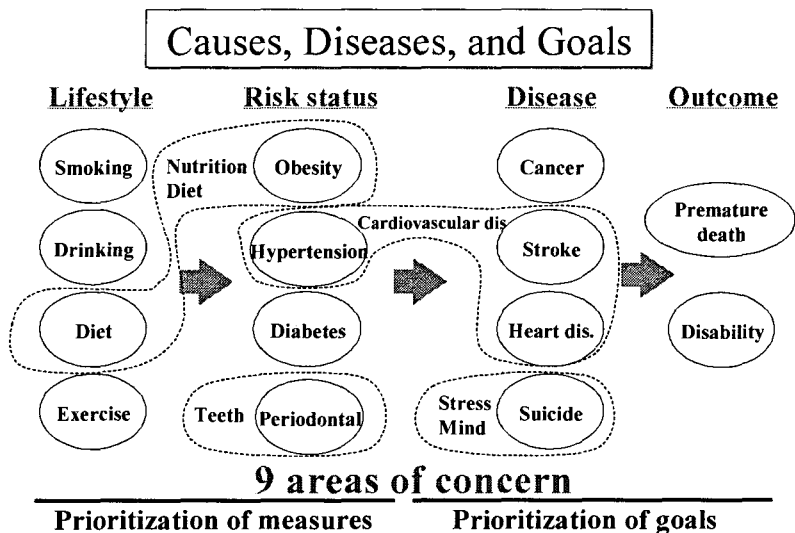 Causes, Diseases, and Goals
Lifestyle
Risk status
Disease
Outcome
Smoking
Nutrition
Diet
Obesity
Cancer
Drinking
Hypertension
Cardiovascular dis.
Stroke
Premature
death
Diet
Diabetes
Heart dis.
Disability
Exercise
Teeth
Periodontal
Stress
Mind
Suicide
9 areas of concern
Prioritization of measures
Prioritization of goals